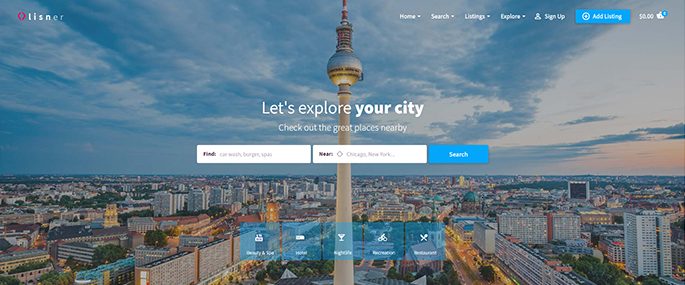 lisner
Home Search Listings Explore Sign Up Add Listing $0.00 0
Let's explore your city
Check out the great places nearby
Find: car wash, burger, spas Near: Chicago, New York... Search
Beauty & Spa Hotel Nightlife Recreation Restaurant